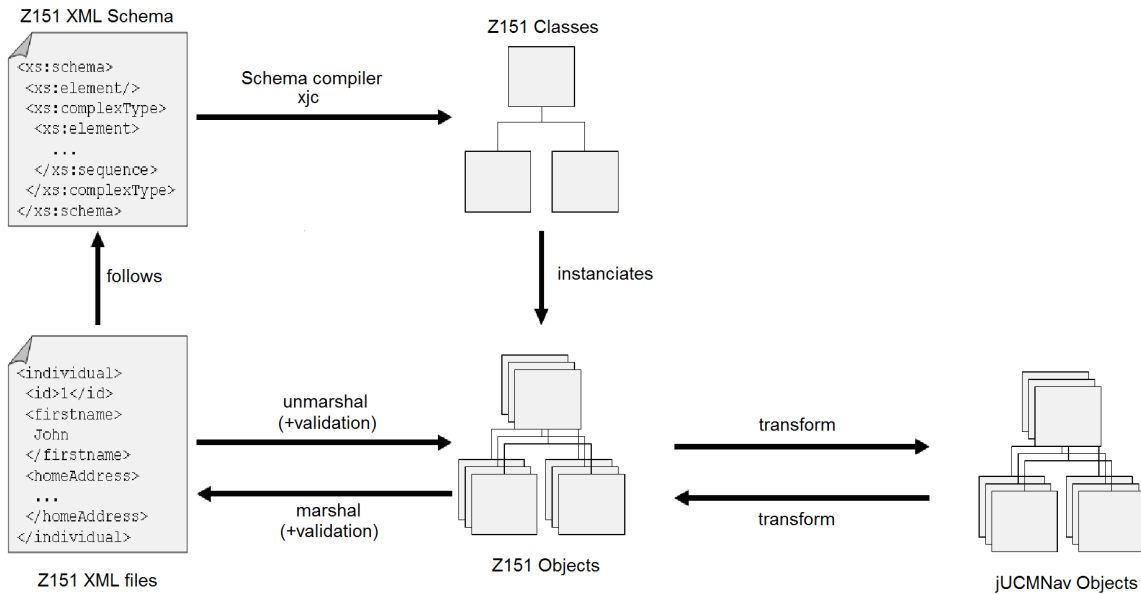 Z151 XML Schema
<xs:schema>
<xs:element/>
<xs:complexType>
<xs:element>
...
</xs:sequence>
</xs:complexType>
</xs:schema>
Schema compiler
xjc
Z151 Classes
follows
instanciates
<individual>
<id>1</id>
<firstname>
John
</firstname>
<homeAddress>
...
</homeAddress>
</individual>
Z151 XML files
unmarshal
(+validation)
marshal
(+validation)
Z151 Objects
transform
transform
jUCMNav Objects